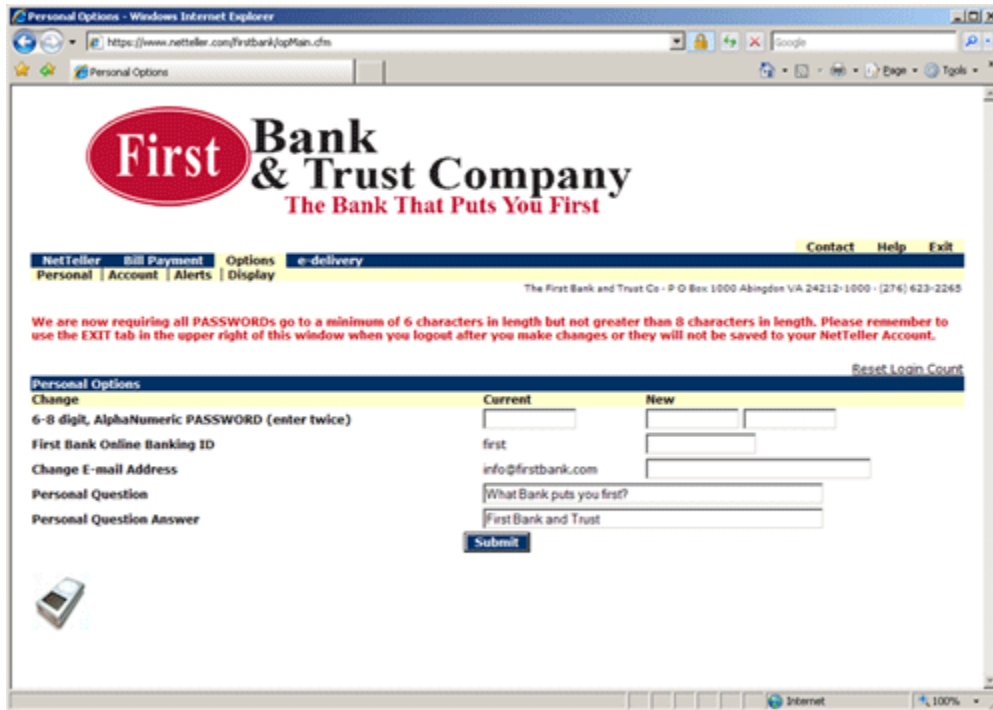 Personal Options - Windows Internet Explorer
https://www.netteller.com/firstbank/opMain.cfm
Google
Personal Options
Page
Tools
First Bank & Trust Company
The Bank That Puts You First
Contact Help Exit
NetTeller Bill Payment Options e-delivery
Personal | Account | Alerts | Display
The First Bank and Trust Co - P O Box 1000 Abingdon VA 24212-1000 - (276) 623-2265
We are now requiring all PASSWORDs go to a minimum of 6 characters in length but not greater than 8 characters in length. Please remember to
use the EXIT tab in the upper right of this window when you logout after you make changes or they will not be saved to your NetTeller Account.
Reset Login Count
Personal Options
Change Current New
6-8 digit, AlphaNumeric PASSWORD (enter twice)
First Bank Online Banking ID first
Change E-mail Address info@firstbank.com
Personal Question What Bank puts you first?
Personal Question Answer First Bank and Trust
Submit
Internet 100%